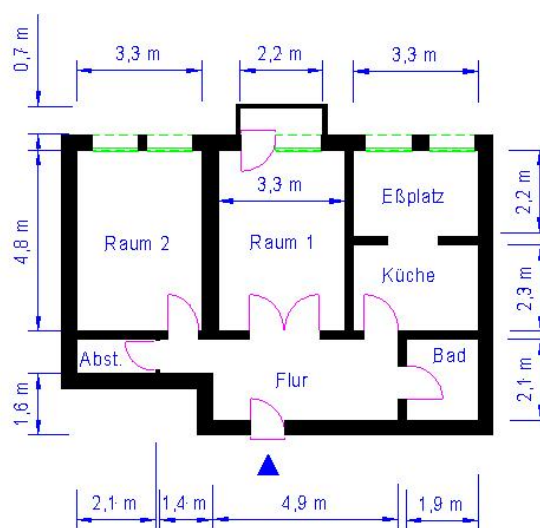 0,7 m
3,3 m
2,2 m
3,3 m
3,3 m
Eßplatz
2,2 m
4,8 m
Raum 2
Raum 1
Küche
2,3 m
Abst.
Bad
Flur
2,1 m
1,6 m
2,1 m
1,4 m
4,9 m
1,9 m